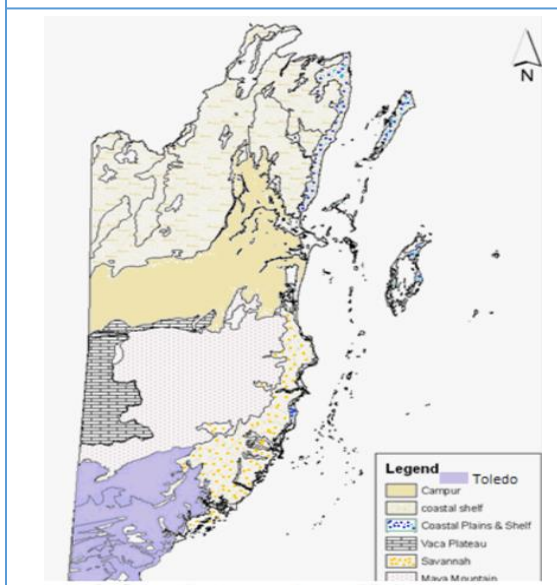 N
Legend
Toledo
Campur
coastal shelf
Coastal Plains & Shelf
Vaca Plateau
Savannah
Maya Mountain